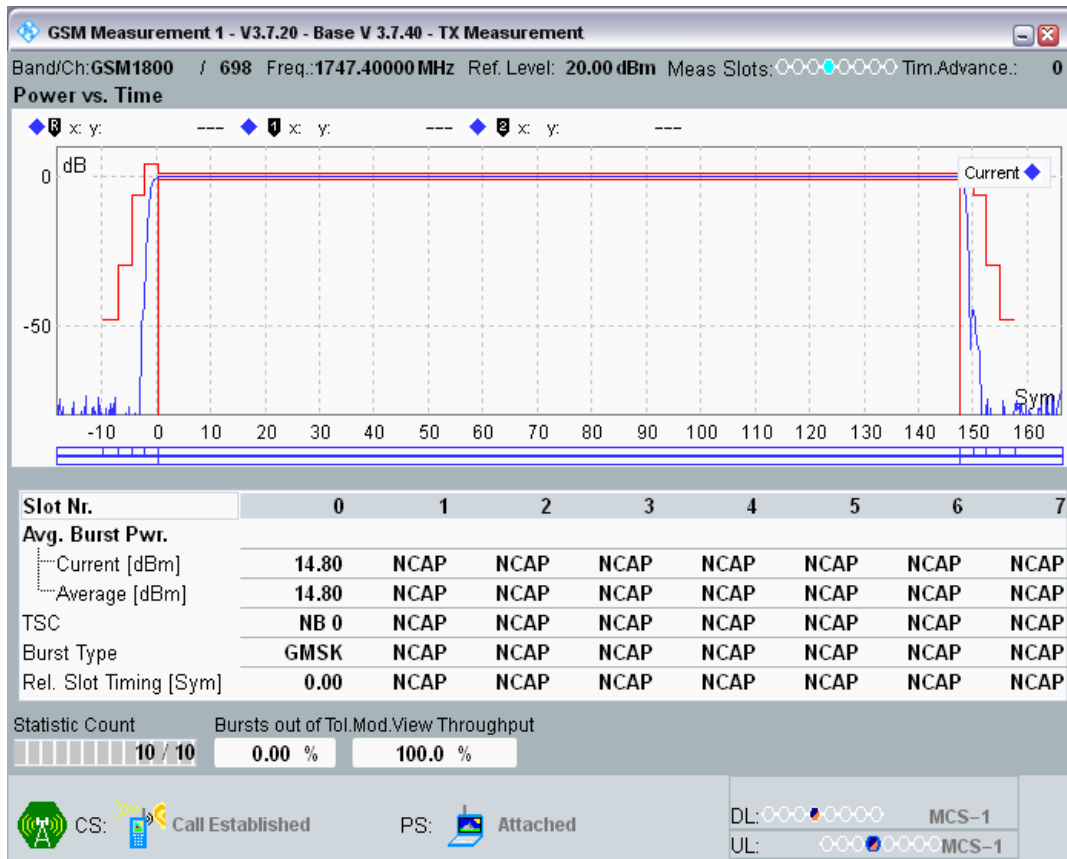 GSM Measurement 1 - V3.7.20 - Base V 3.7.40 - TX Measurement
Band/Ch:GSM1800 / 698 Freq.:1747.40000 MHz Ref. Level: 20.00 dBm Meas Slots: Tim.Advance.: 0
Power vs. Time
R x: y: --- 1 x: y: --- 2 x: y: ---
dB
Current
0
-50
Sym
-10 0 10 20 30 40 50 60 70 80 90 100 110 120 130 140 150 160
Slot Nr. 0 1 2 3 4 5 6 7
Avg. Burst Pwr.
Current [dBm] 14.80 NCAP NCAP NCAP NCAP NCAP NCAP NCAP
Average [dBm] 14.80 NCAP NCAP NCAP NCAP NCAP NCAP NCAP
TSC NB 0 NCAP NCAP NCAP NCAP NCAP NCAP NCAP
Burst Type GMSK NCAP NCAP NCAP NCAP NCAP NCAP NCAP
Rel. Slot Timing [Sym] 0.00 NCAP NCAP NCAP NCAP NCAP NCAP NCAP
Statistic Count Bursts out of Tol.Mod.View Throughput
10 / 10 0.00 % 100.0 %
CS: Call Established PS: Attached
DL: MCS-1
UL: MCS-1